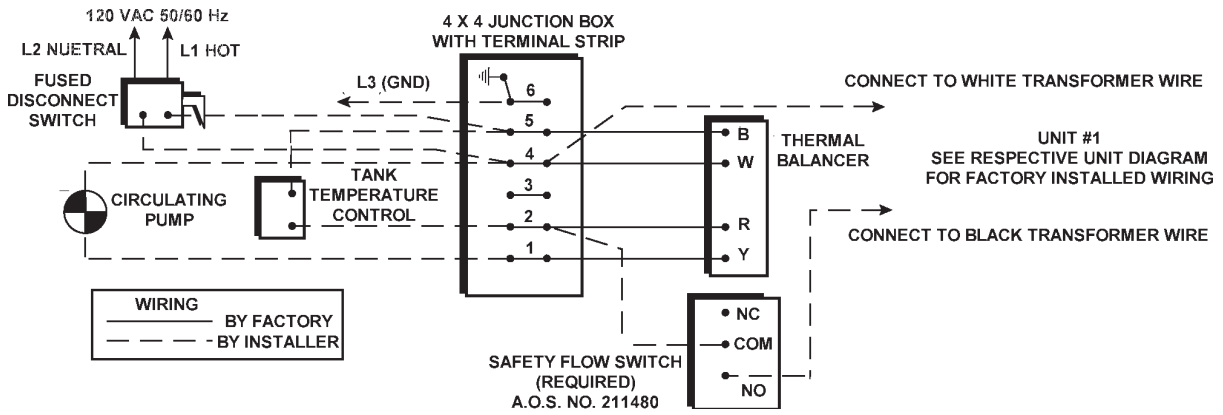 120 VAC 50/60 Hz
L2 NUETRAL
L1 HOT
FUSED
DISCONNECT
SWITCH
L3 (GND)
4 X 4 JUNCTION BOX
WITH TERMINAL STRIP
6
5
4
3
2
1
CIRCULATING
PUMP
TANK
TEMPERATURE
CONTROL
B
W
R
Y
THERMAL
BALANCER
CONNECT TO WHITE TRANSFORMER WIRE
UNIT #1
SEE RESPECTIVE UNIT DIAGRAM
FOR FACTORY INSTALLED WIRING
CONNECT TO BLACK TRANSFORMER WIRE
WIRING
BY FACTORY
BY INSTALLER
NC
COM
NO
SAFETY FLOW SWITCH
(REQUIRED)
A.O.S. NO. 211480